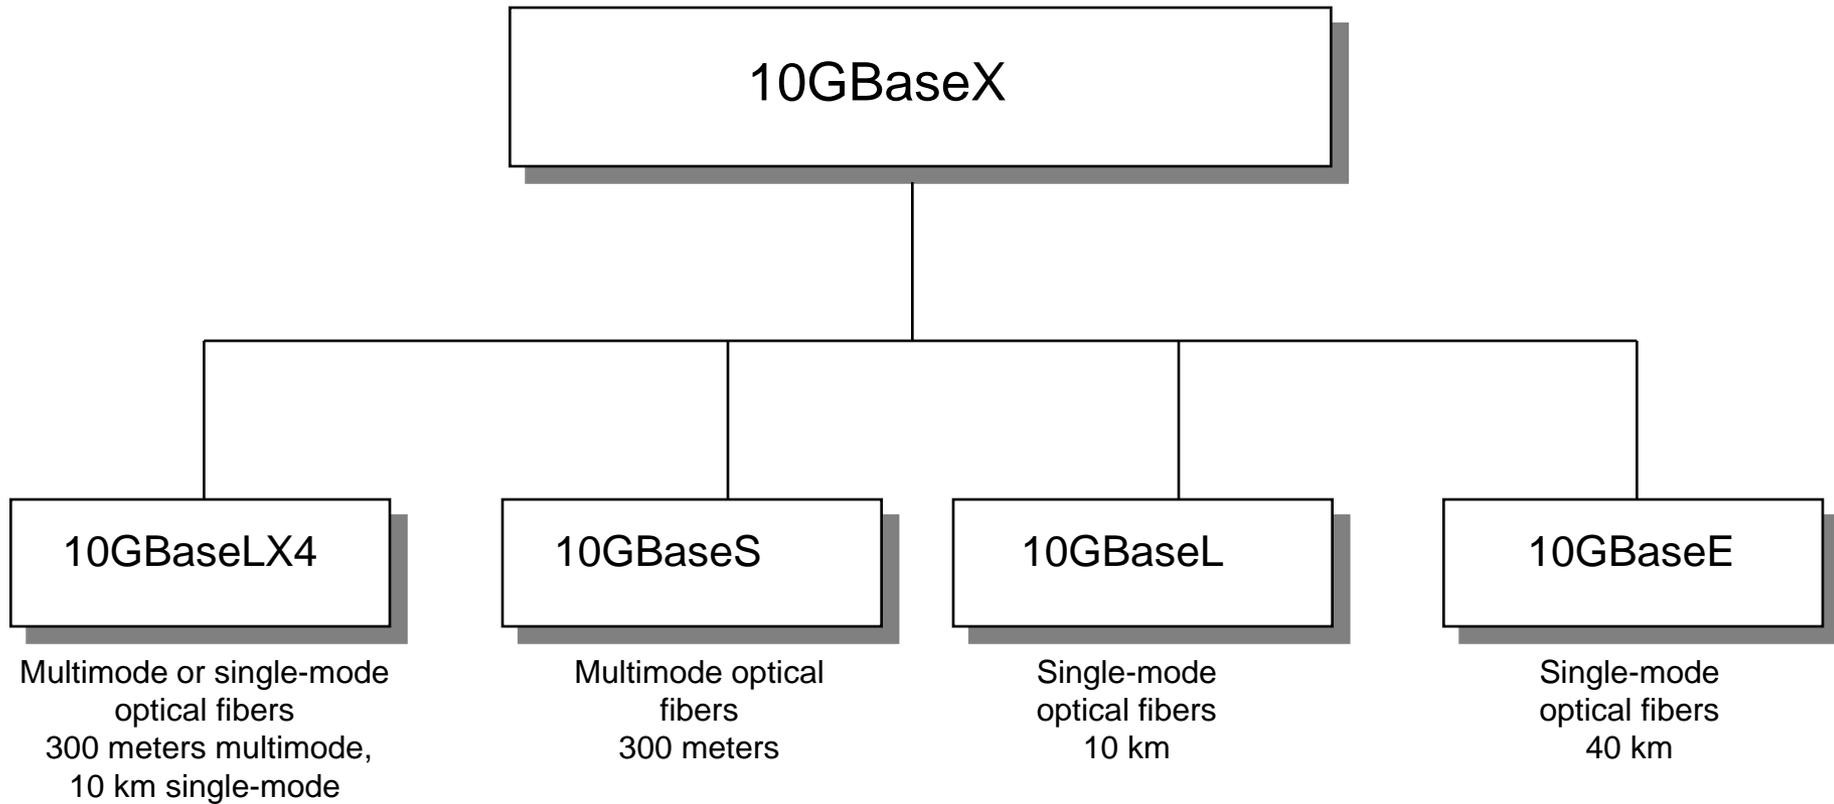 10GBaseX
10GBaseLX4
10GBaseS
10GBaseL
10GBaseE
Multimode or single-mode
optical fibers
300 meters multimode,
10 km single-mode
Multimode optical
fibers
300 meters
Single-mode
optical fibers
10 km
Single-mode
optical fibers
40 km